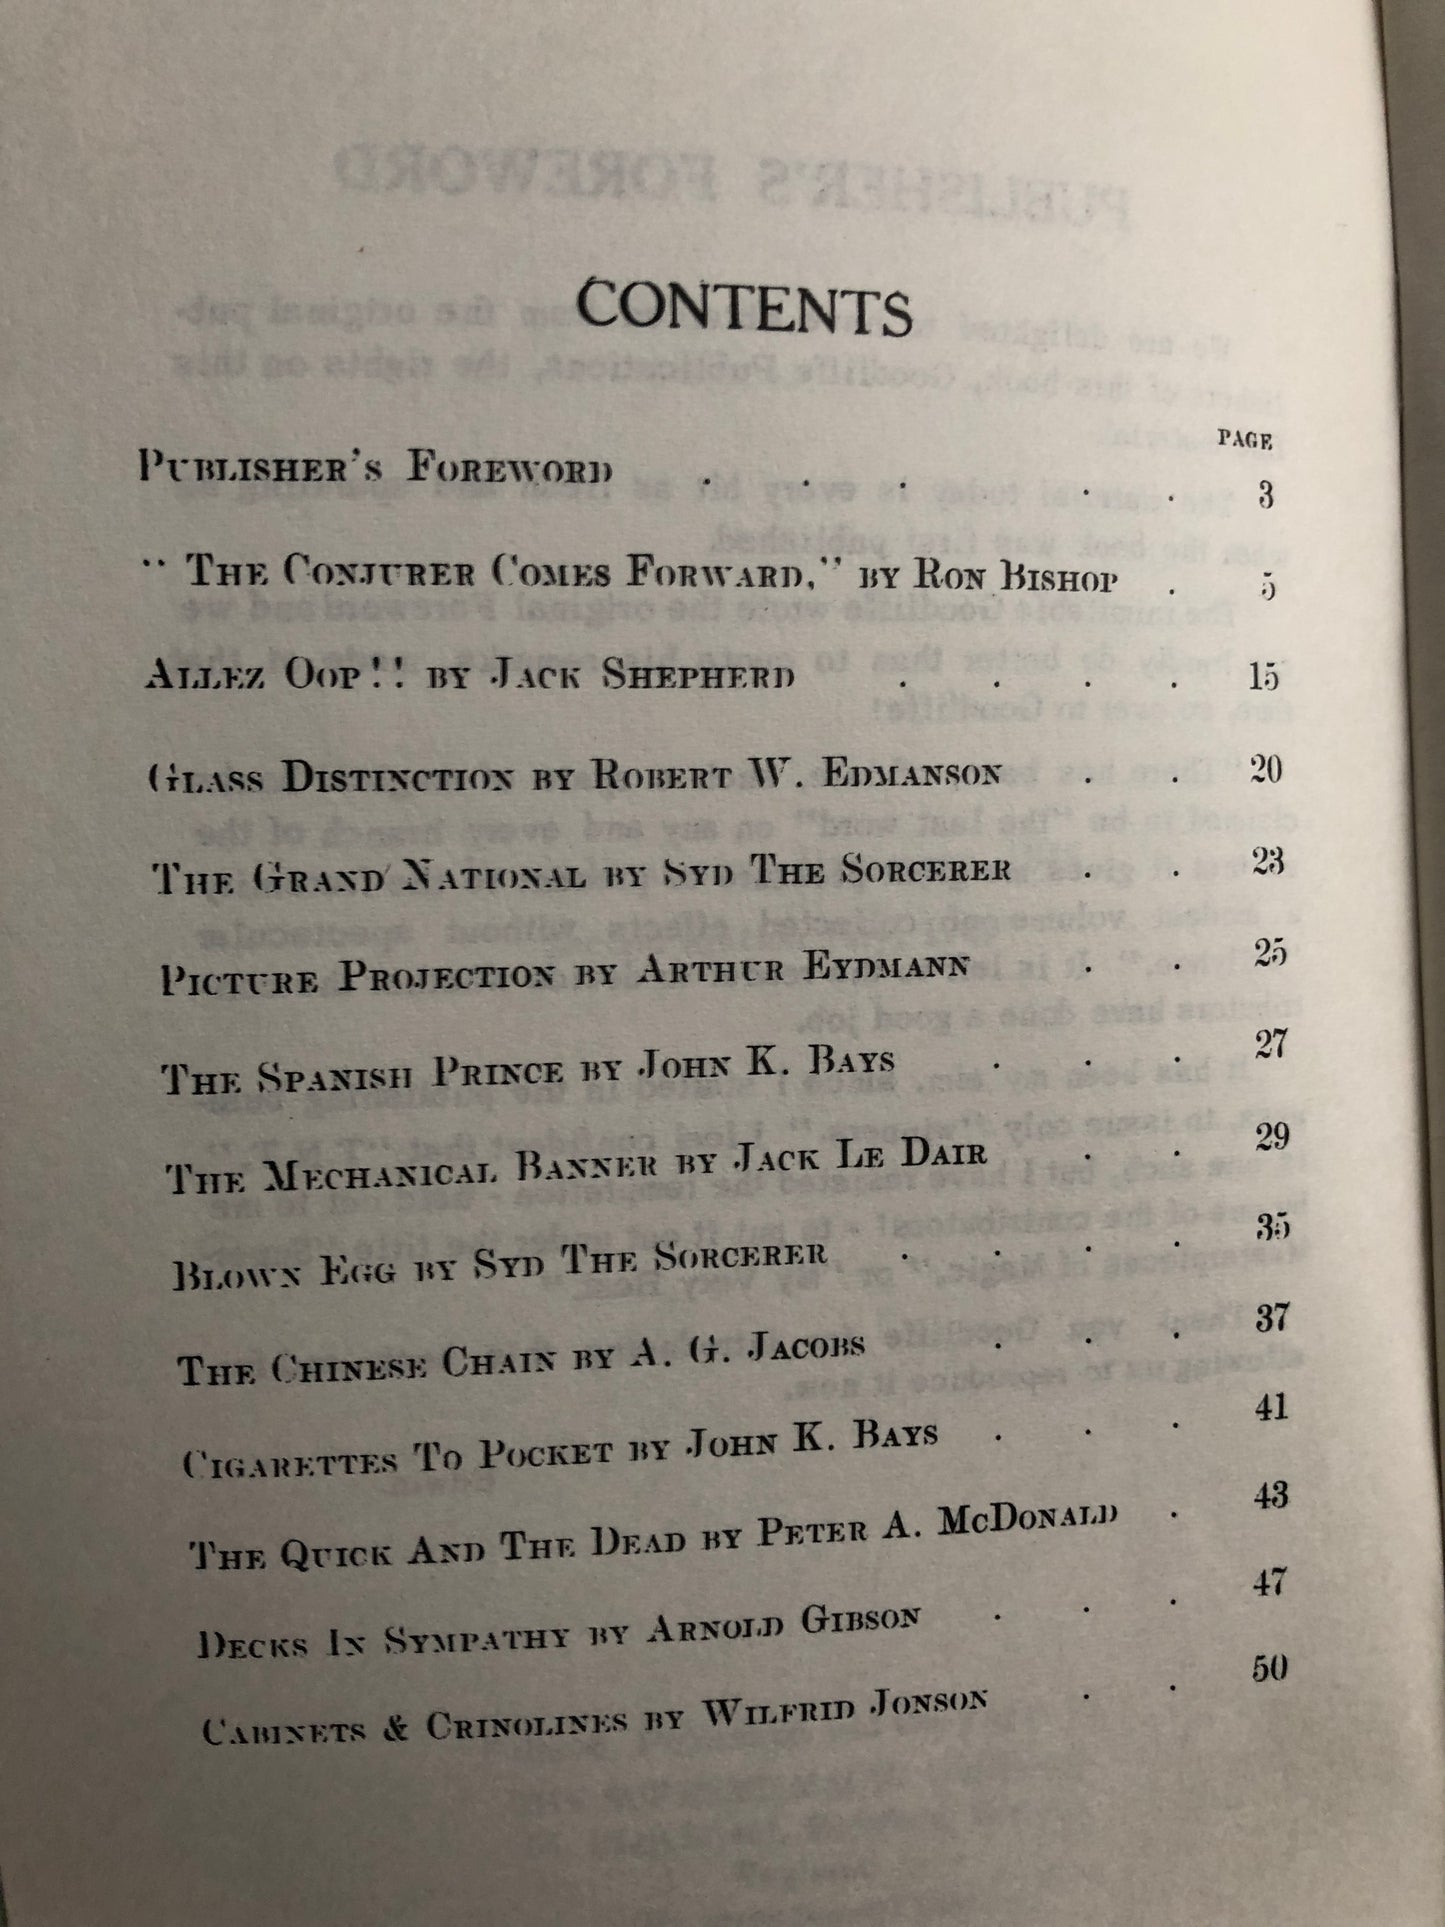 CONTENTS
PAGE
PUBLISHER'S FOREWORD . . . . . 3
"THE CONJURER COMES FORWARD," BY RON BISHOP . 5
ALLEZ OOP!! BY JACK SHEPHERD . . . . 15
GLASS DISTINCTION BY ROBERT W. EDMANSON . . 20
THE GRAND NATIONAL BY SYD THE SORCERER . . 23
PICTURE PROJECTION BY ARTHUR EYDMANN . . 25
THE SPANISH PRINCE BY JOHN K. BAYS . . . 27
THE MECHANICAL BANNER BY JACK LE DAIR . . 29
BLOWN EGG BY SYD THE SORCERER . . . . 35
THE CHINESE CHAIN BY A. G. JACOBS . . . 37
CIGARETTES TO POCKET BY JOHN K. BAYS . . . 41
THE QUICK AND THE DEAD BY PETER A. McDONALD . 43
DECKS IN SYMPATHY BY ARNOLD GIBSON . . . 47
CABINETS & CRINOLINES BY WILFRID JONSON . . 50